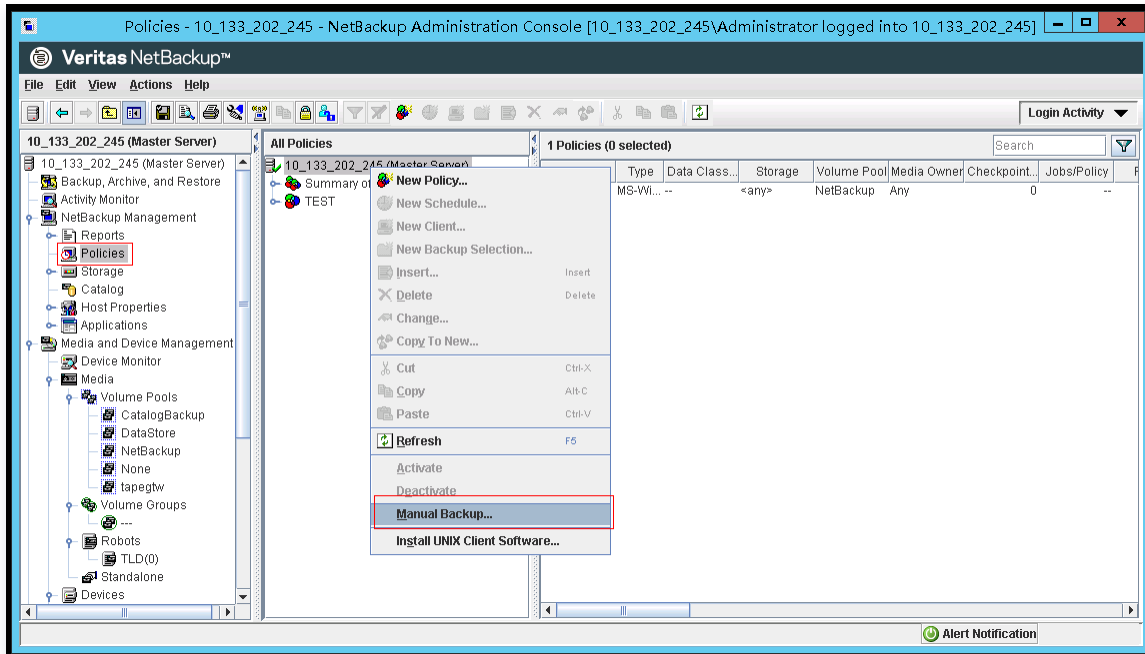 Policies - 10_133_202_245 - NetBackup Administration Console [10_133_202_245\Administrator logged into 10_133_202_245]
Veritas NetBackup™
File Edit View Actions Help
Login Activity
10_133_202_245 (Master Server)
10_133_202_245 (Master Server)
Backup, Archive, and Restore
Activity Monitor
NetBackup Management
Reports
Policies
Storage
Catalog
Host Properties
Applications
Media and Device Management
Device Monitor
Media
Volume Pools
CatalogBackup
DataStore
NetBackup
None
tapegtw
Volume Groups
---
Robots
TLD(0)
Standalone
Devices
All Policies
10_133_202_245 (Master Server)
Summary of
TEST
New Policy...
New Schedule...
New Client...
New Backup Selection...
Insert... Insert
Delete Delete
Change...
Copy To New...
Cut Ctrl-X
Copy Alt-C
Paste Ctrl-V
Refresh F5
Activate
Deactivate
Manual Backup...
Install UNIX Client Software...
1 Policies (0 selected)
Search
Type Data Class... Storage Volume Pool Media Owner Checkpoint... Jobs/Policy
MS-Wi... -- <any> NetBackup Any 0 --
Alert Notification